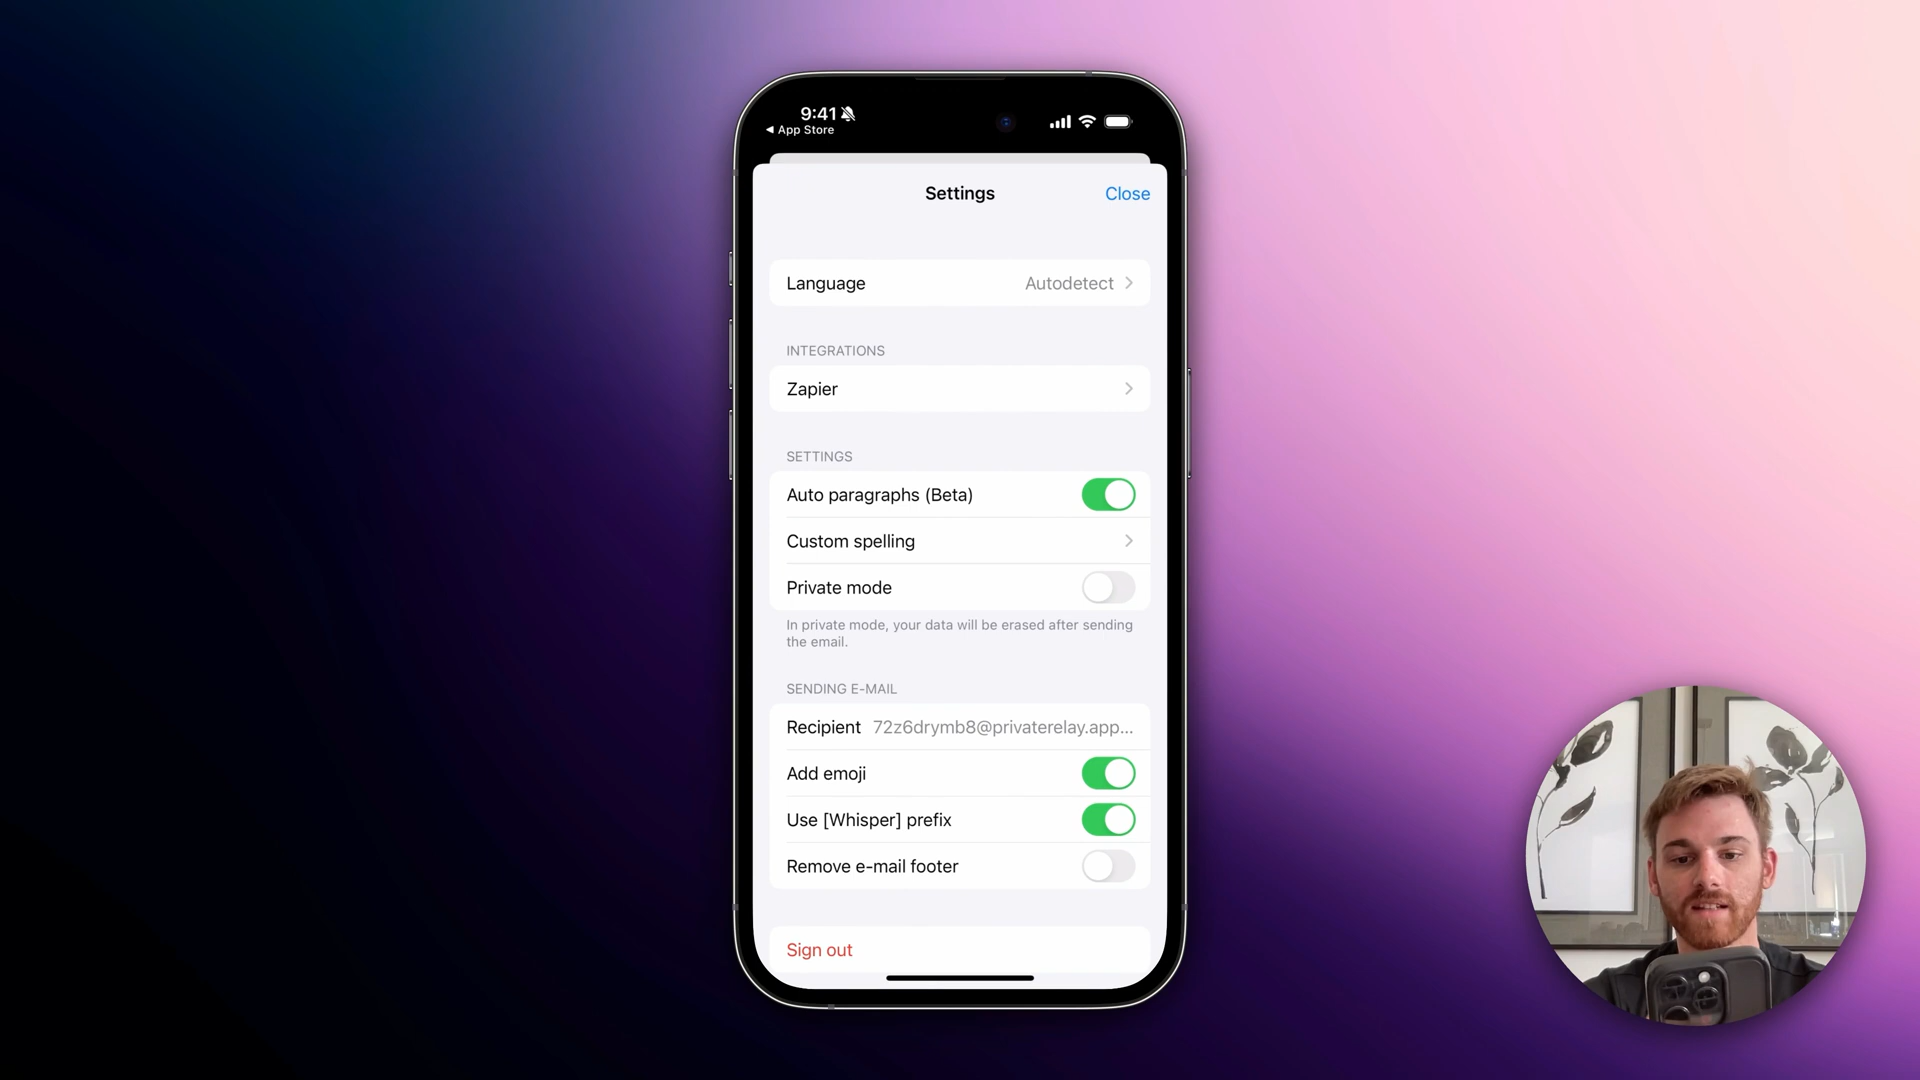 9:41
◀ App Store
Settings
Close
Language
Autodetect
INTEGRATIONS
Zapier
SETTINGS
Auto paragraphs (Beta)
Custom spelling
Private mode
In private mode, your data will be erased after sending
the email.
SENDING E-MAIL
Recipient 72z6drymb8@privaterelay.app...
Add emoji
Use [Whisper] prefix
Remove e-mail footer
Sign out